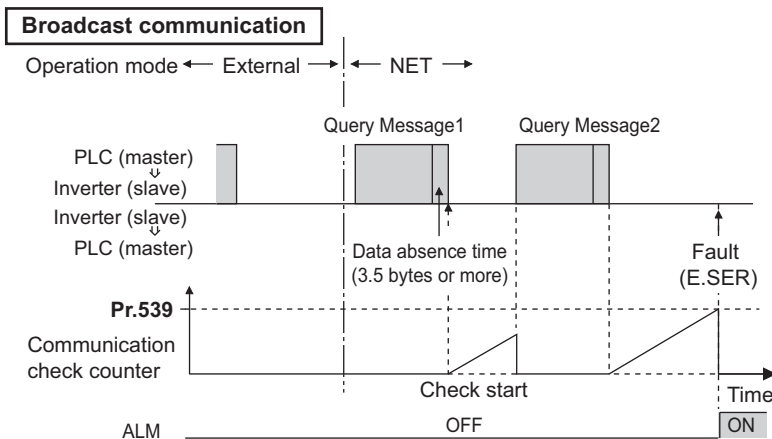 Broadcast communication
Operation mode External NET
Query Message1 Query Message2
PLC (master)
⇓
Inverter (slave)
Inverter (slave)
⇓
PLC (master)
Data absence time
(3.5 bytes or more)
Fault
(E.SER)
Pr.539
Communication
check counter
Check start
Time
ALM OFF ON